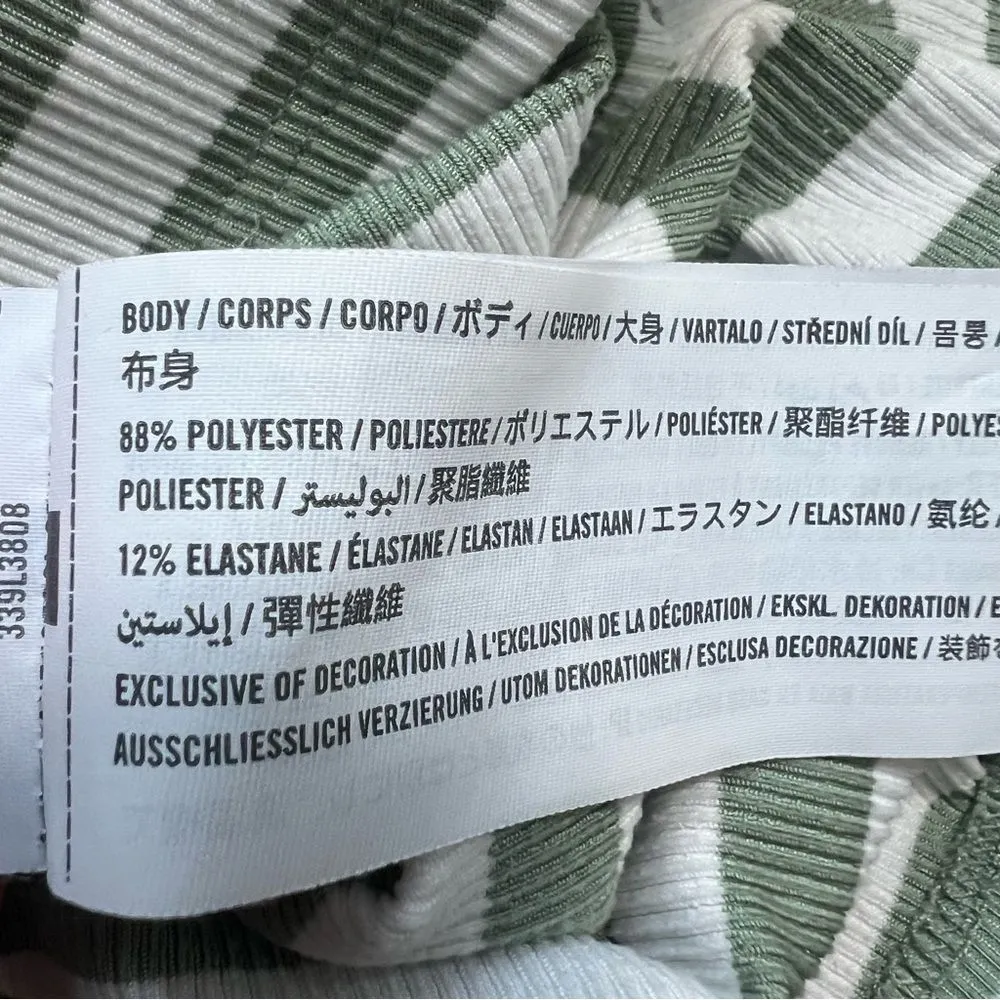 BODY / CORPS / CORPO / ボディ / CUERPO / 大身 / VARTALO / STŘEDNÍ DÍL / 몸통 /
布身
88% POLYESTER / POLIESTERE / ポリエステル / POLIÉSTER / 聚酯纤维 / POLYES
POLIESTER / البوليستر / 聚脂纖維
12% ELASTANE / ÉLASTANE / ELASTAN / ELASTAAN / エラスタン / ELASTANO / 氨纶 /
إيلاستين / 彈性纖維
EXCLUSIVE OF DECORATION / À L'EXCLUSION DE LA DÉCORATION / EKSKL. DEKORATION / E
AUSSCHLIESSLICH VERZIERUNG / UTOM DEKORATIONEN / ESCLUSA DECORAZIONE / 装飾を
339L3808